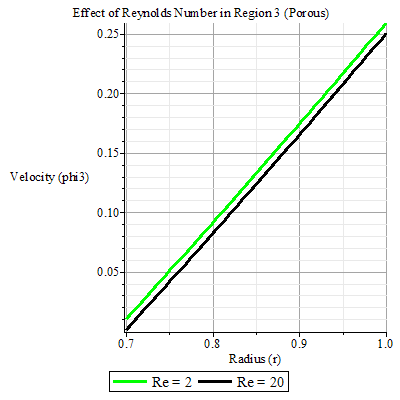 Effect of Reynolds Number in Region 3 (Porous)
0.25
0.20
0.15
Velocity (phi3)
0.10
0.05
0.7 0.8 0.9 1.0
Radius (r)
Re = 2 Re = 20